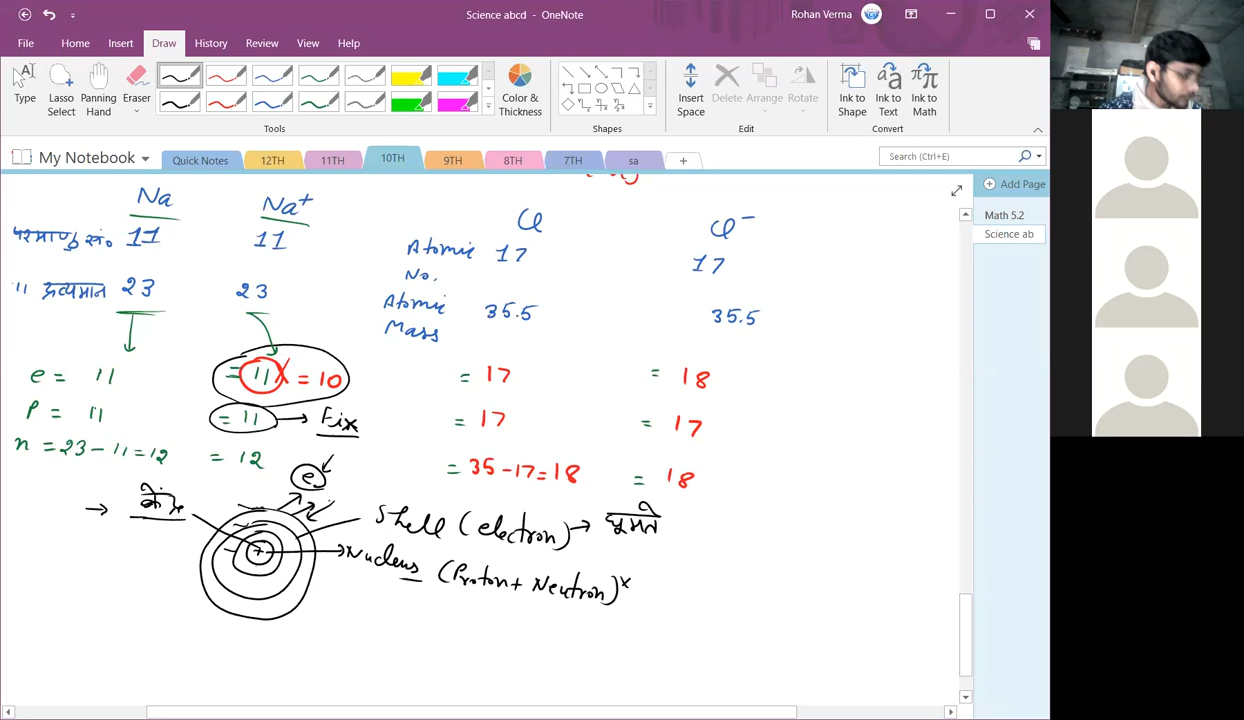 Science abcd - OneNote
Rohan Verma
File Home Insert Draw History Review View Help
Type
Lasso Select
Panning Hand
Eraser
Color & Thickness
Insert Space
Delete
Arrange
Rotate
Ink to Shape
Ink to Text
Ink to Math
Tools
Shapes
Edit
Convert
My Notebook
Quick Notes 12TH 11TH 10TH 9TH 8TH 7TH sa +
Search (Ctrl+E)
Add Page
Math 5.2
Science ab
Na Na+ Cl Cl−
परमाणु सं० 11 11 Atomic No. 17 17
" द्रव्यमान 23 23 Atomic Mass 35.5 35.5
e = 11 = 11 = 10 = 17 = 18
P = 11 = 11 → Fix = 17 = 17
n = 23 − 11 = 12 = 12 = 35 − 17 = 18 = 18
e
→
Shell (electron) →
Nucleus (Proton + Neutron)x
+